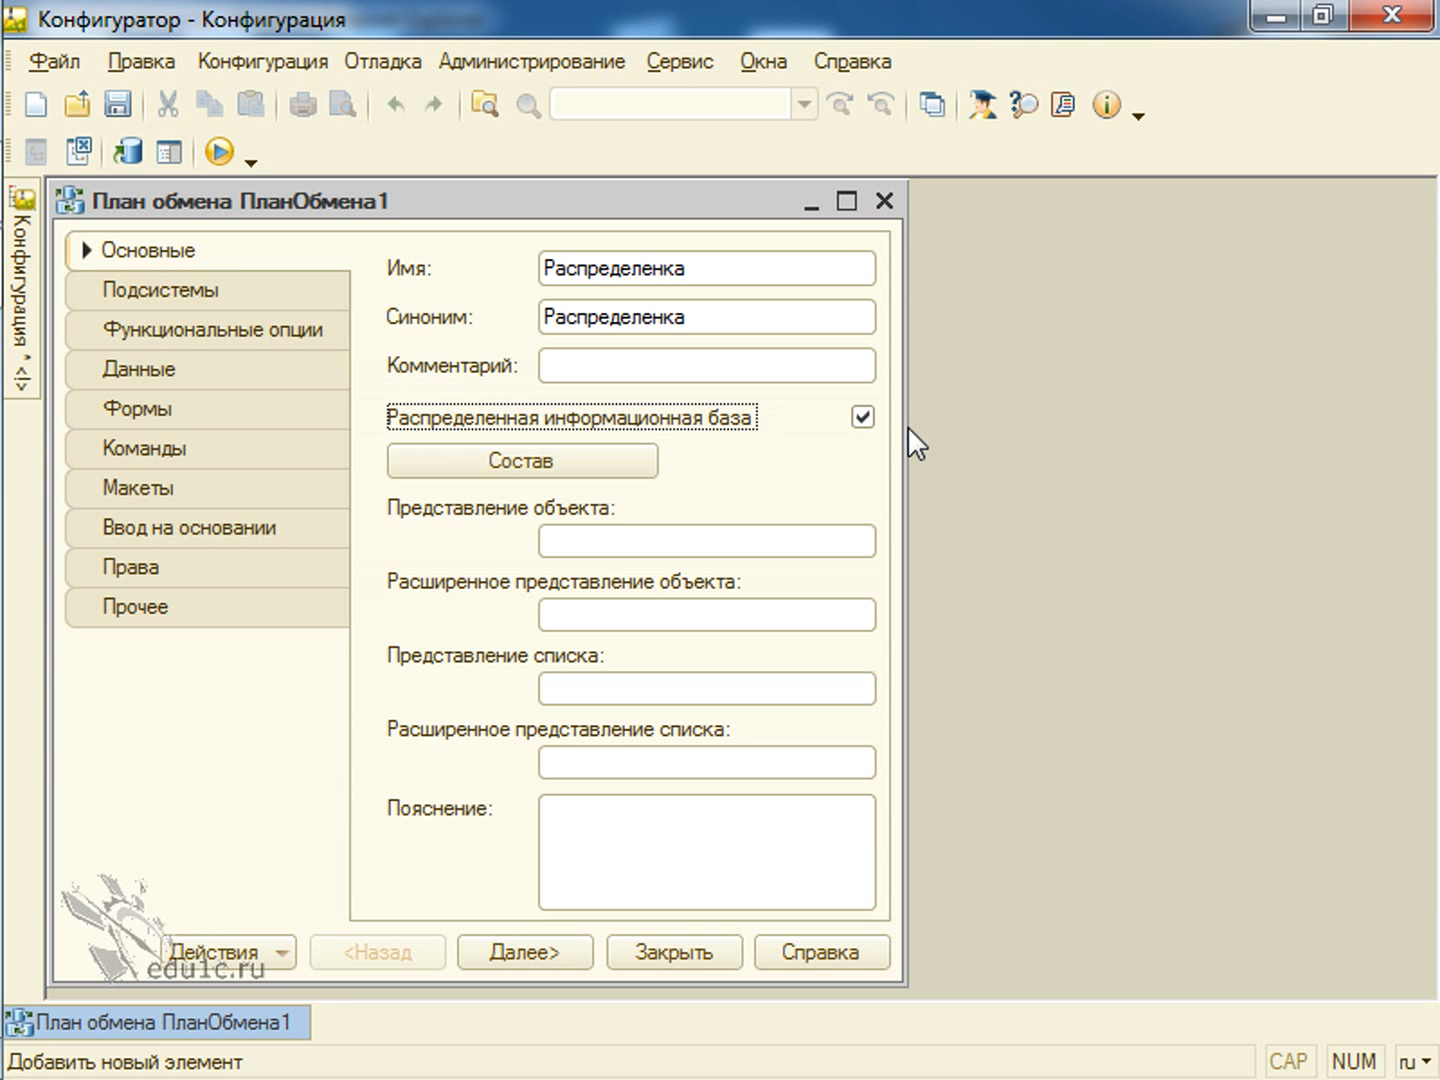 Конфигуратор - Конфигурация
Файл Правка Конфигурация Отладка Администрирование Сервис Окна Справка
Конфигурация * <!>
План обмена ПланОбмена1
Основные
Подсистемы
Функциональные опции
Данные
Формы
Команды
Макеты
Ввод на основании
Права
Прочее
Имя: Распределенка
Синоним: Распределенка
Комментарий:
Распределенная информационная база
Состав
Представление объекта:
Расширенное представление объекта:
Представление списка:
Расширенное представление списка:
Пояснение:
Действия <Назад Далее> Закрыть Справка
edu1c.ru
План обмена ПланОбмена1
Добавить новый элемент CAP NUM ru